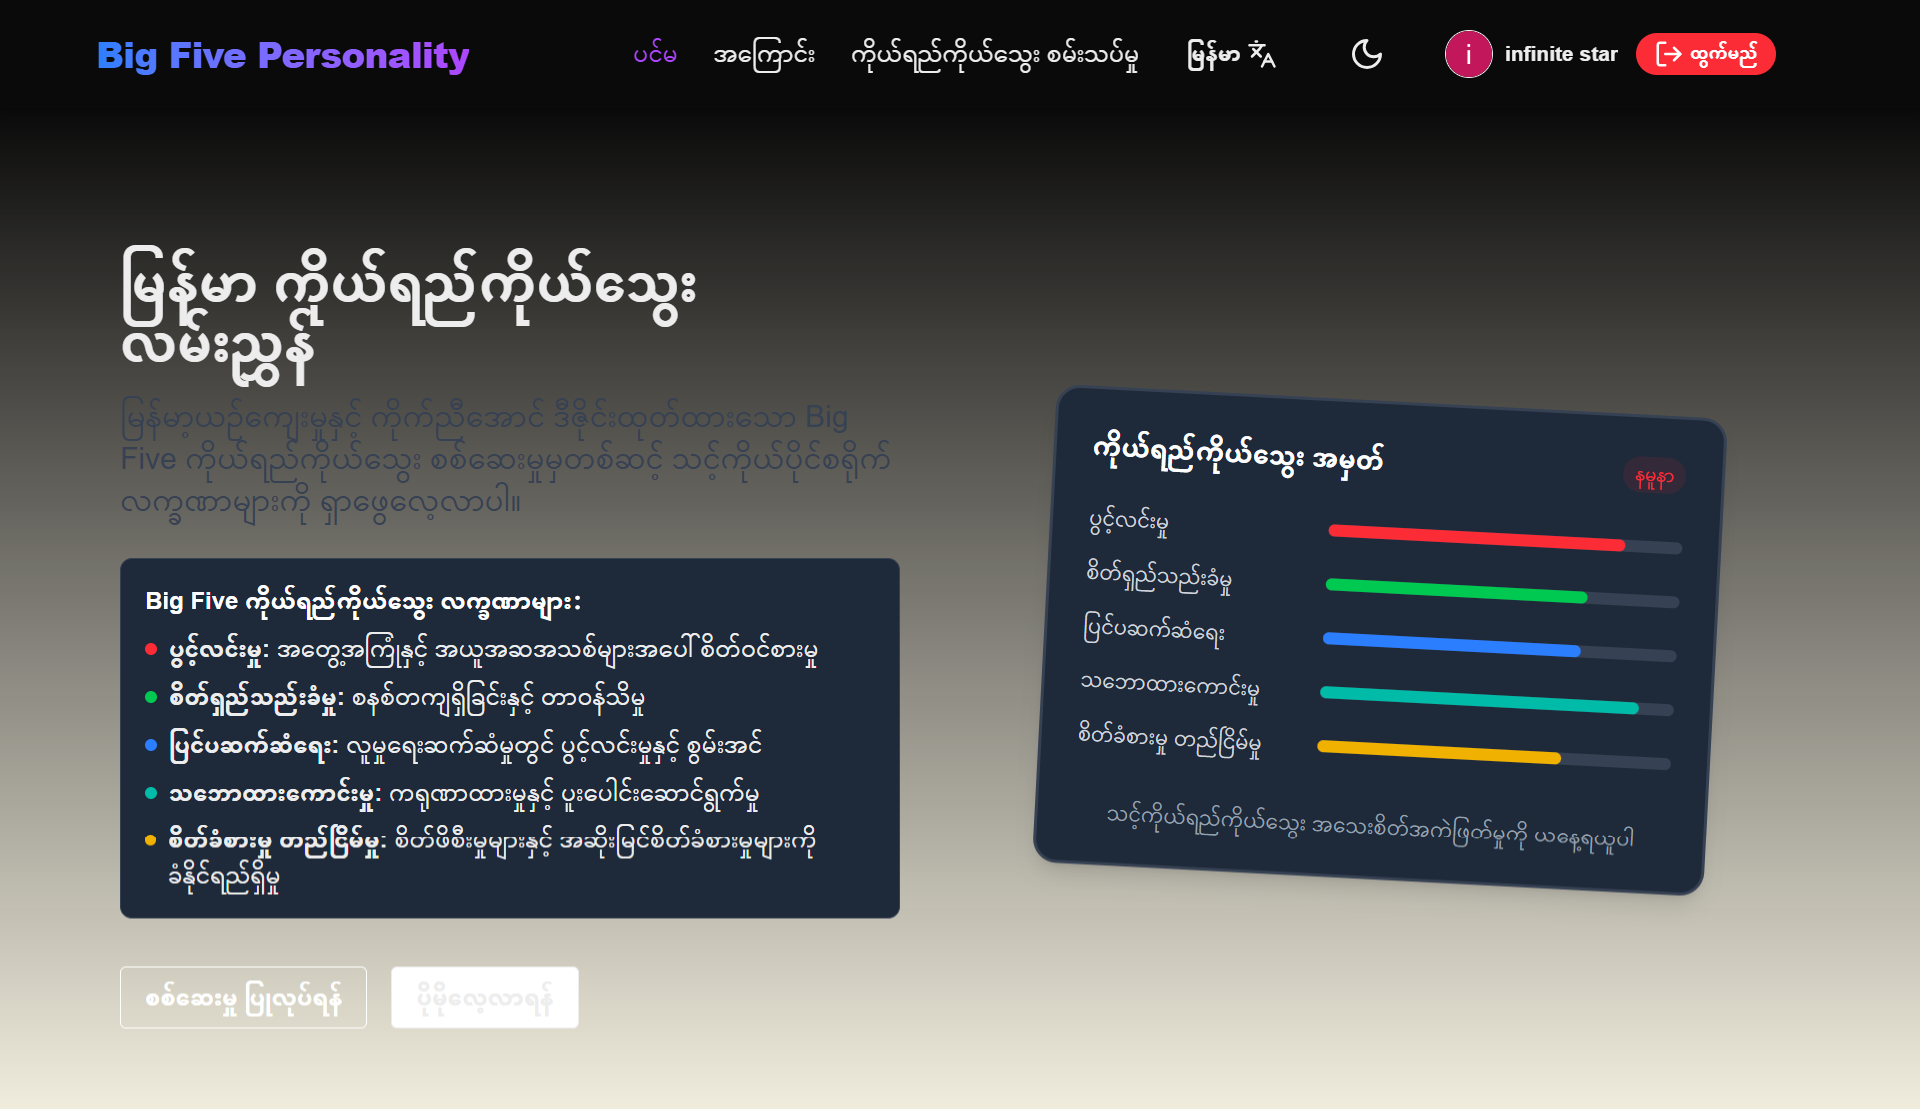 Big Five Personality
ပင်မ
အကြောင်း
ကိုယ်ရည်ကိုယ်သွေး စမ်းသပ်မှု
မြန်မာ
i
infinite star
ထွက်မည်
မြန်မာ ကိုယ်ရည်ကိုယ်သွေး
လမ်းညွှန်
မြန်မာ့ယဉ်ကျေးမှုနှင့် ကိုက်ညီအောင် ဒီဇိုင်းထုတ်ထားသော Big
Five ကိုယ်ရည်ကိုယ်သွေး စစ်ဆေးမှုမှတစ်ဆင့် သင့်ကိုယ်ပိုင်စရိုက်
လက္ခဏာများကို ရှာဖွေလေ့လာပါ။
Big Five ကိုယ်ရည်ကိုယ်သွေး လက္ခဏာများ:
ပွင့်လင်းမှု: အတွေ့အကြုံနှင့် အယူအဆအသစ်များအပေါ် စိတ်ဝင်စားမှု
စိတ်ရှည်သည်းခံမှု: စနစ်တကျရှိခြင်းနှင့် တာဝန်သိမှု
ပြင်ပဆက်ဆံရေး: လူမှုရေးဆက်ဆံမှုတွင် ပွင့်လင်းမှုနှင့် စွမ်းအင်
သဘောထားကောင်းမှု: ကရုဏာထားမှုနှင့် ပူးပေါင်းဆောင်ရွက်မှု
စိတ်ခံစားမှု တည်ငြိမ်မှု: စိတ်ဖိစီးမှုများနှင့် အဆိုးမြင်စိတ်ခံစားမှုများကို
ခံနိုင်ရည်ရှိမှု
စစ်ဆေးမှု ပြုလုပ်ရန်
ပိုမိုလေ့လာရန်
ကိုယ်ရည်ကိုယ်သွေး အမှတ်
နမူနာ
ပွင့်လင်းမှု
စိတ်ရှည်သည်းခံမှု
ပြင်ပဆက်ဆံရေး
သဘောထားကောင်းမှု
စိတ်ခံစားမှု တည်ငြိမ်မှု
သင့်ကိုယ်ရည်ကိုယ်သွေး အသေးစိတ်အကဲဖြတ်မှုကို ယနေ့ရယူပါ